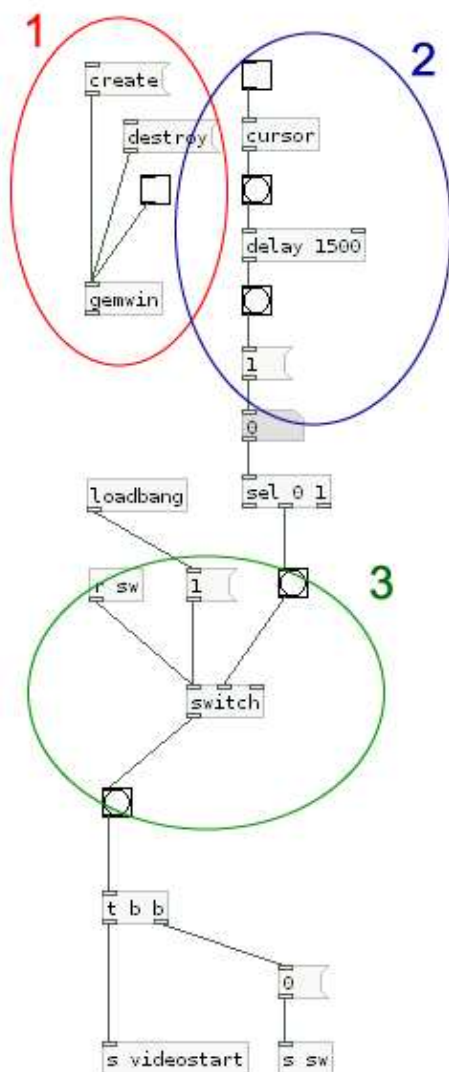 1
2
create
cursor
destroy
delay 1500
gemwin
1
0
loadbang
sel 0 1
r sw
1
3
switch
t b b
0
s videostart
s sw